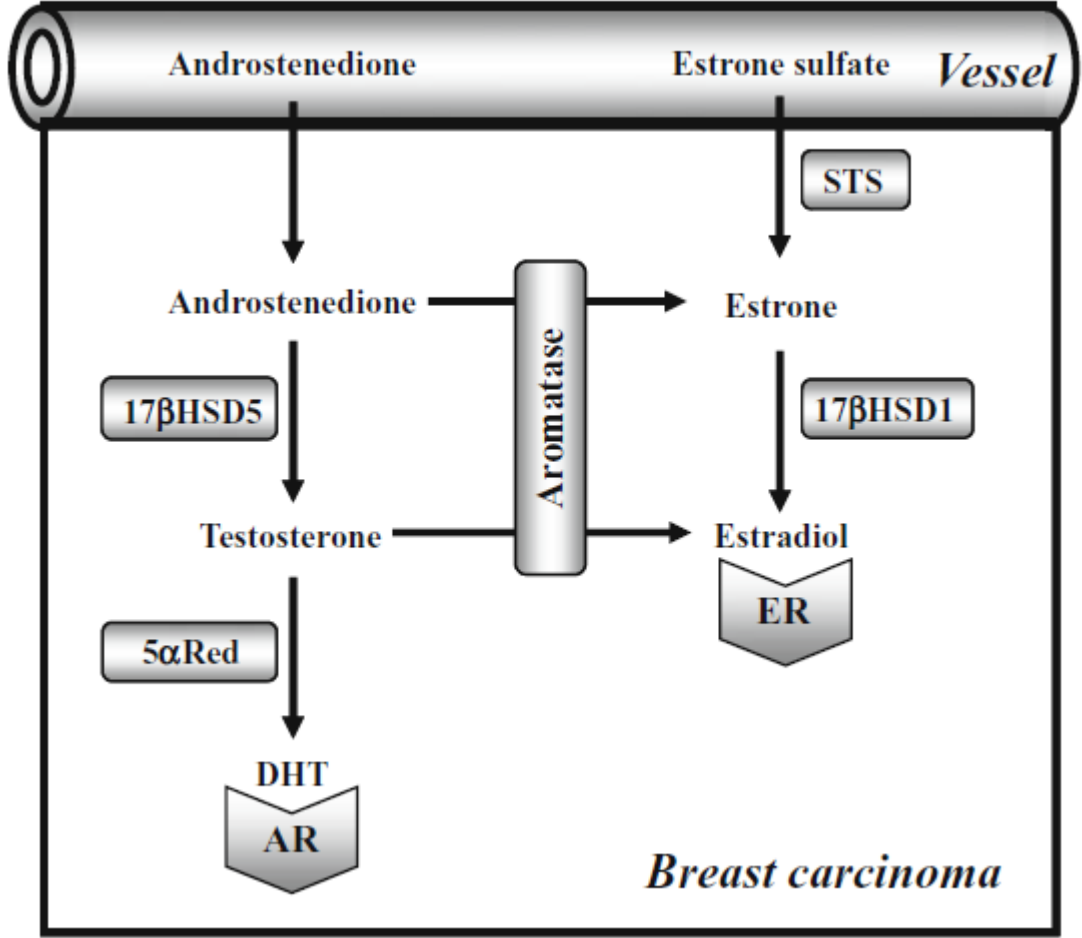 Androstenedione
Estrone sulfate
Vessel
STS
Androstenedione
Estrone
Aromatase
17βHSD5
17βHSD1
Testosterone
Estradiol
ER
5αRed
DHT
AR
Breast carcinoma